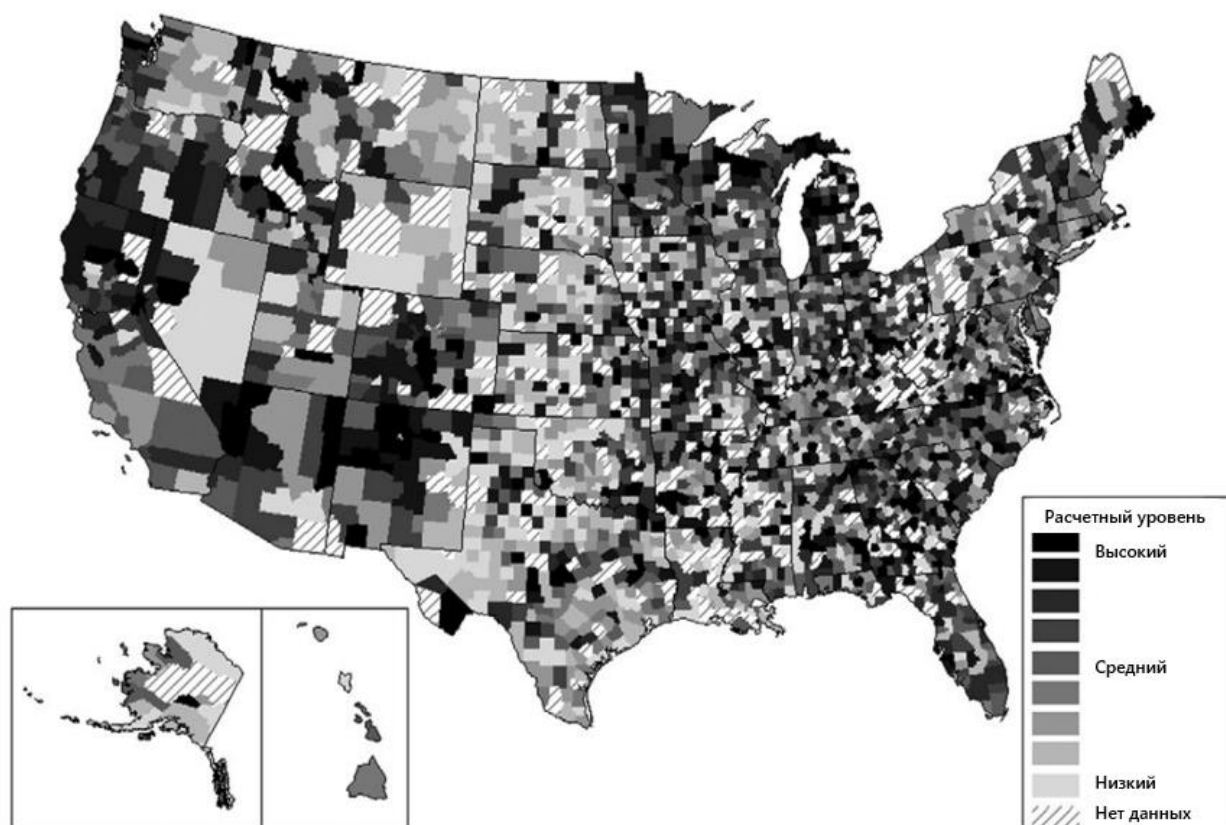 Расчетный уровень
Высокий
Средний
Низкий
Нет данных